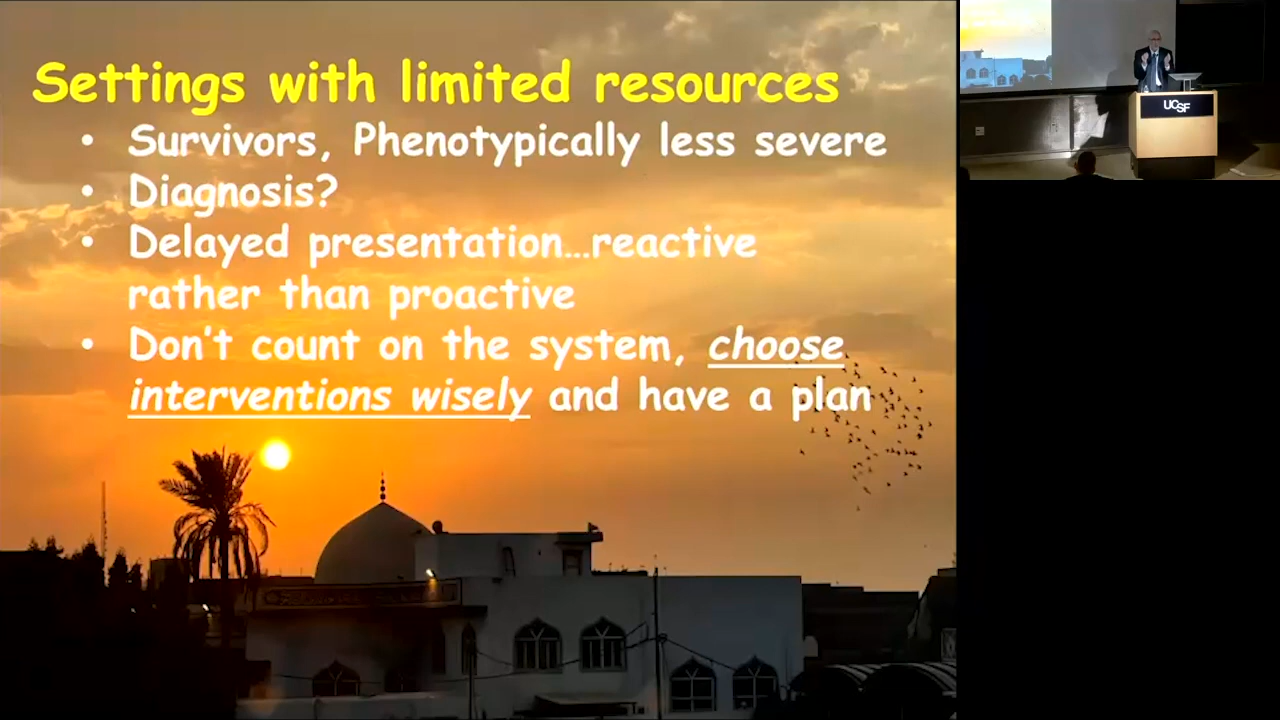 Settings with limited resources
• Survivors, Phenotypically less severe
• Diagnosis?
• Delayed presentation...reactive
rather than proactive
• Don't count on the system, choose
interventions wisely and have a plan
UCSF